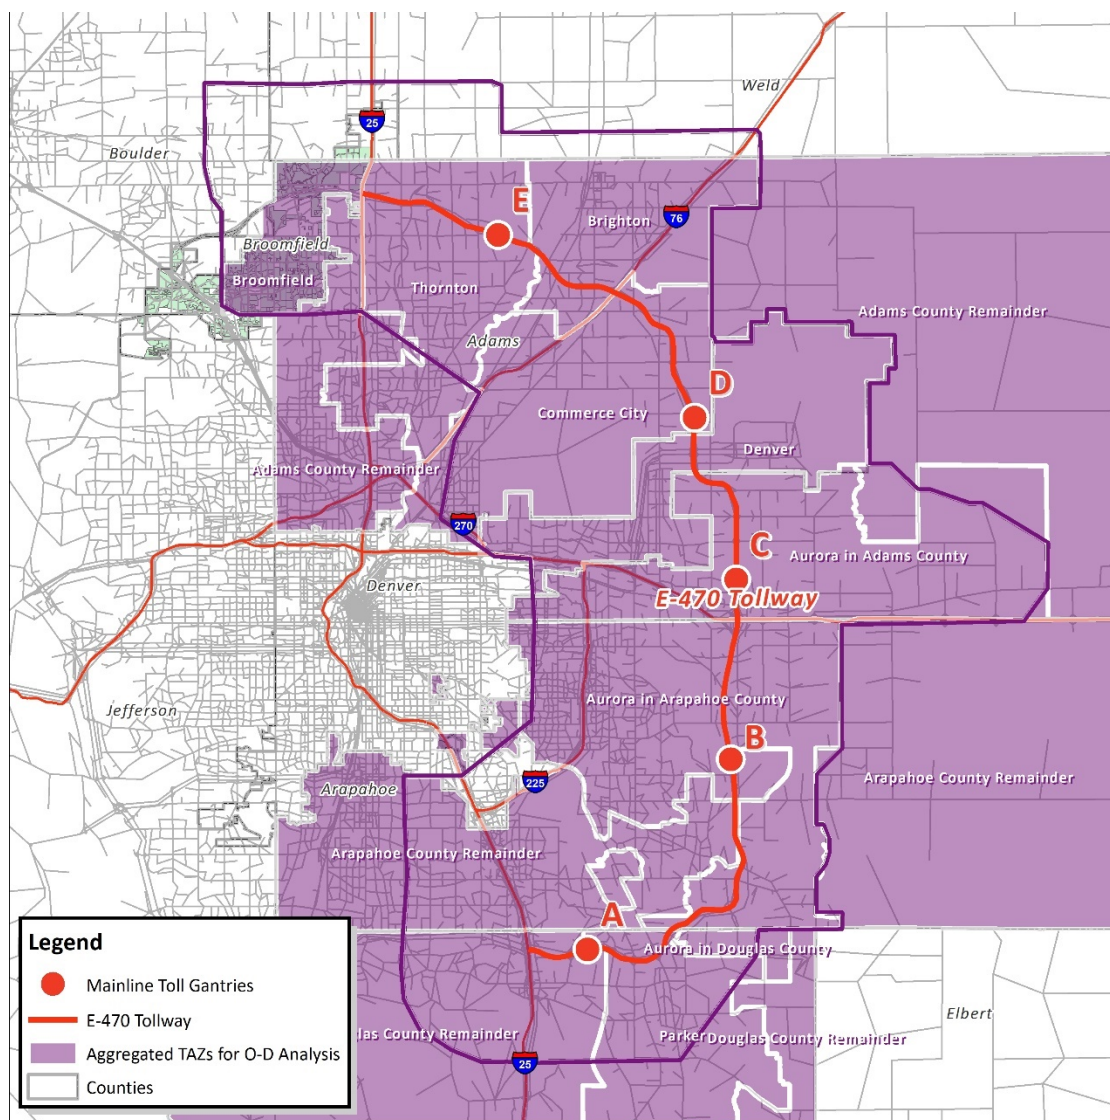 Weld
25
Boulder
E
Brighton
76
Broomfield
Broomfield
Thornton
Adams County Remainder
Adams
D
Commerce City
Denver
Adams County Remainder
270
C
Aurora in Adams County
Denver
E-470 Tollway
Aurora in Arapahoe County
Jefferson
B
Arapahoe County Remainder
225
Arapahoe
Arapahoe County Remainder
A
Aurora in Douglas County
Legend
Mainline Toll Gantries
E-470 Tollway
Aggregated TAZs for O-D Analysis
Counties
Elbert
County Remainder
Parker
Douglas County Remainder
25